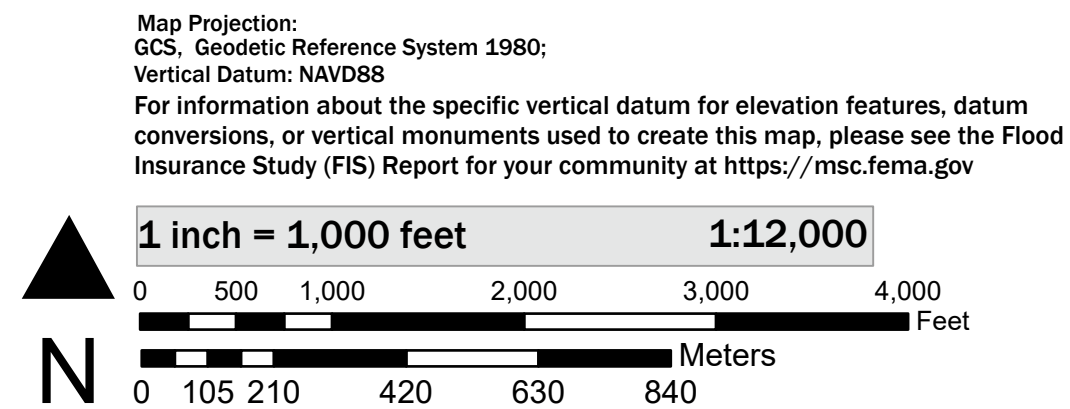 Map Projection:
GCS, Geodetic Reference System 1980;
Vertical Datum: NAVD88
For information about the specific vertical datum for elevation features, datum
conversions, or vertical monuments used to create this map, please see the Flood
Insurance Study (FIS) Report for your community at https://msc.fema.gov
1 inch = 1,000 feet 1:12,000
0 500 1,000 2,000 3,000 4,000
Feet
N
Meters
0 105 210 420 630 840